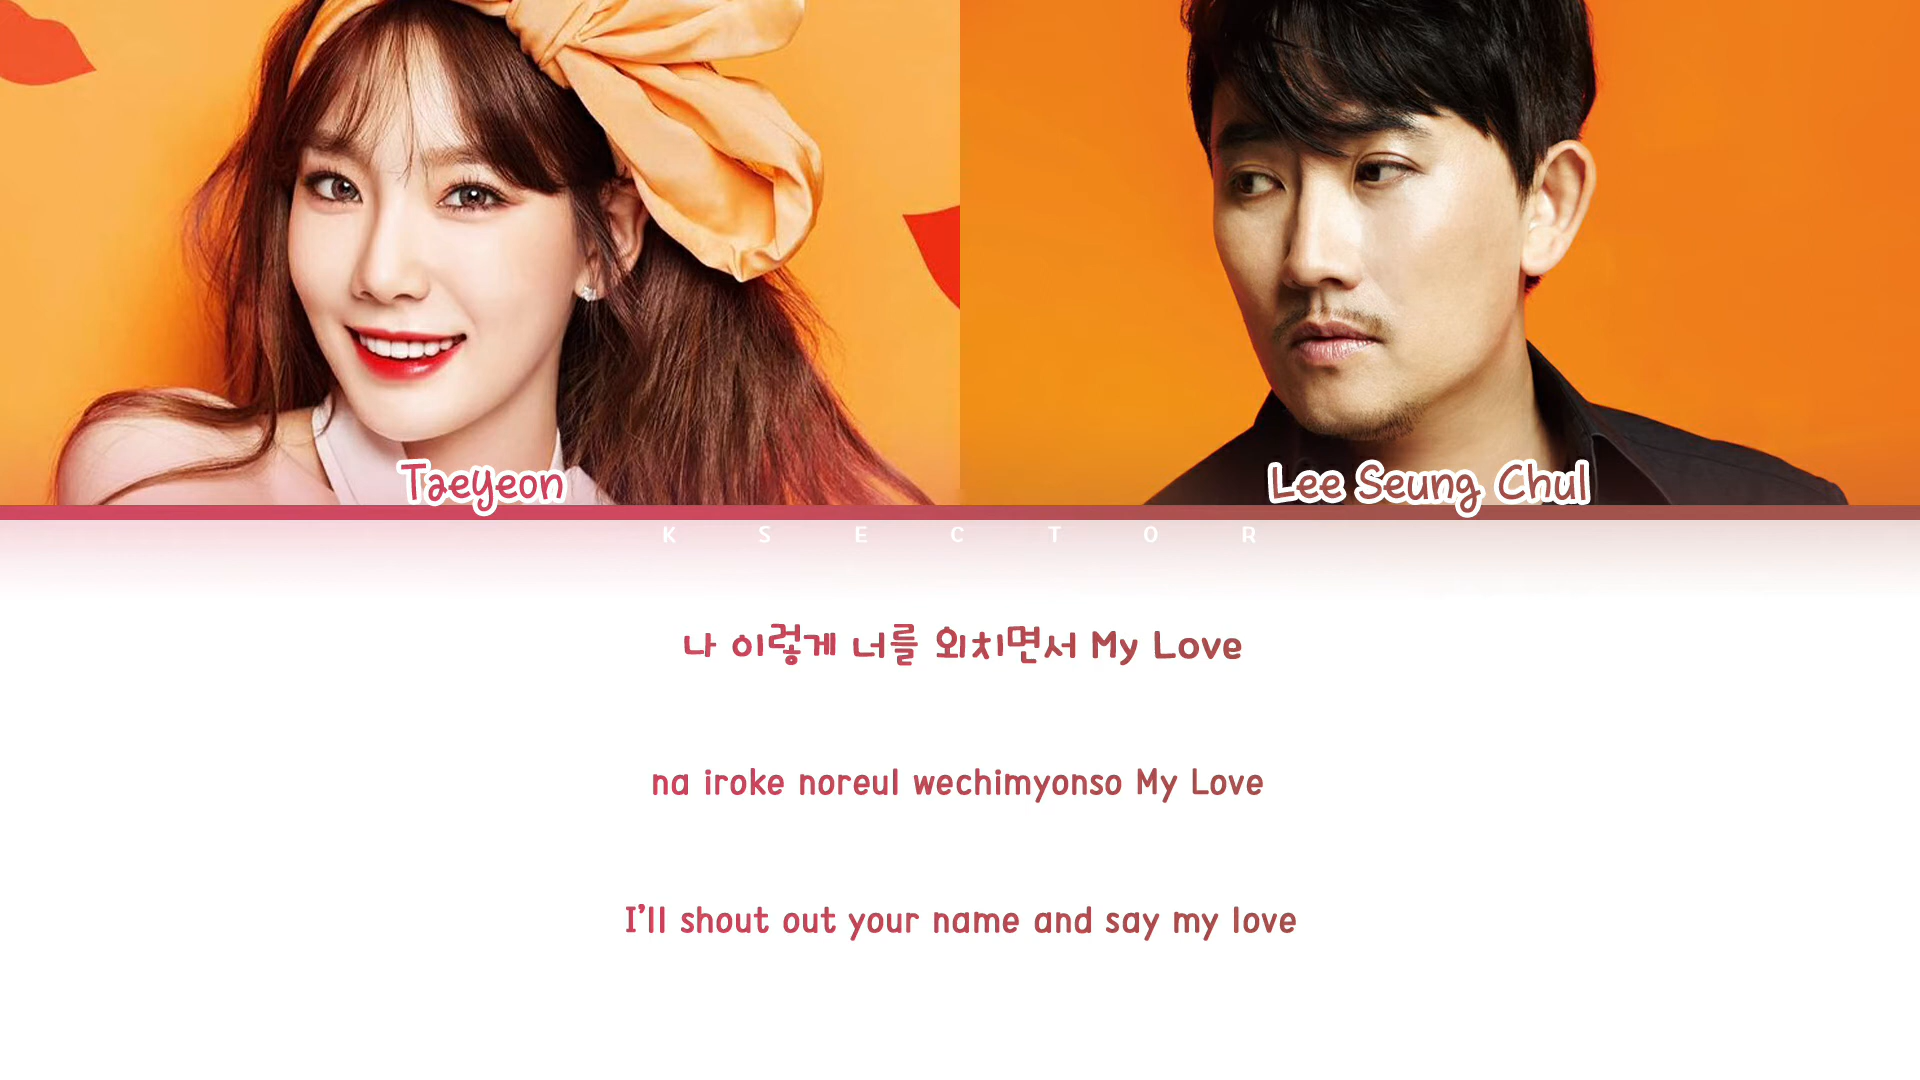 Taeyeon
Lee Seung Chul
K S E C T O R
나 이렇게 너를 외치면서 My Love
na iroke noreul wechimyonso My Love
I'll shout out your name and say my love